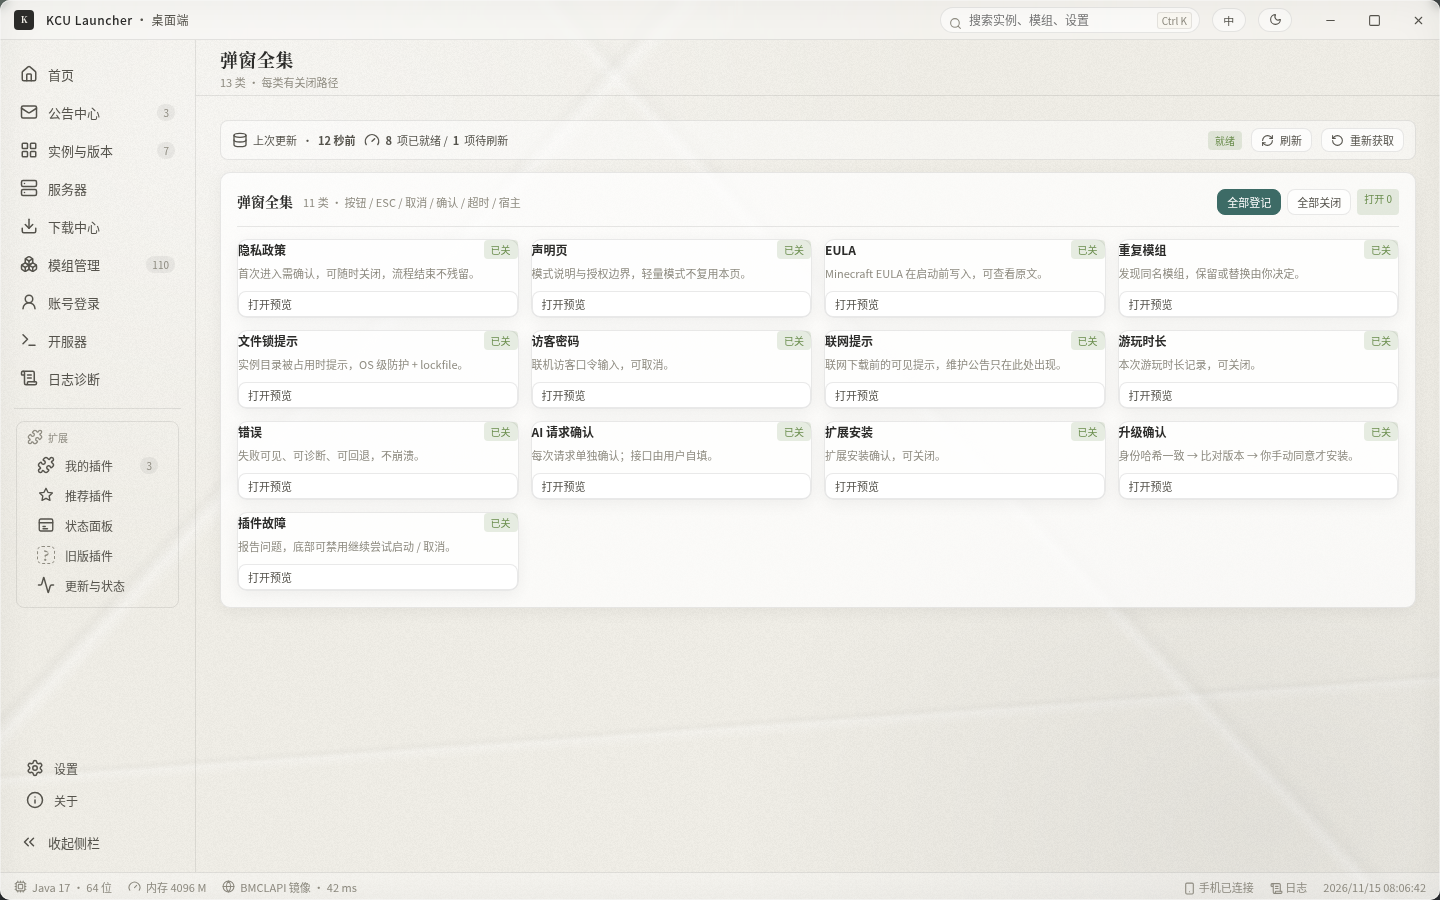 K KCU Launcher • 桌面端
搜索实例、模组、设置 Ctrl K 中
首页
公告中心 3
实例与版本 7
服务器
下载中心
模组管理 110
账号登录
开服器
日志诊断
扩展
我的插件 3
推荐插件
状态面板
? 旧版插件
更新与状态
设置
关于
收起侧栏
弹窗全集
13 类 • 每类有关闭路径
上次更新 • 12 秒前 8 项已就绪 / 1 项待刷新 就绪 刷新 重新获取
弹窗全集 11 类 • 按钮 / ESC / 取消 / 确认 / 超时 / 宿主 全部登记 全部关闭 打开 0
隐私政策 已关
首次进入需确认，可随时关闭，流程结束不残留。
打开预览
声明页 已关
模式说明与授权边界，轻量模式不复用本页。
打开预览
EULA 已关
Minecraft EULA 在启动前写入，可查看原文。
打开预览
重复模组 已关
发现同名模组，保留或替换由你决定。
打开预览
文件锁提示 已关
实例目录被占用时提示，OS 级防护 + lockfile。
打开预览
访客密码 已关
联机访客口令输入，可取消。
打开预览
联网提示 已关
联网下载前的可见提示，维护公告只在此处出现。
打开预览
游玩时长 已关
本次游玩时长记录，可关闭。
打开预览
错误 已关
失败可见、可诊断、可回退，不崩溃。
打开预览
AI 请求确认 已关
每次请求单独确认；接口由用户自填。
打开预览
扩展安装 已关
扩展安装确认，可关闭。
打开预览
升级确认 已关
身份哈希一致 → 比对版本 → 你手动同意才安装。
打开预览
插件故障 已关
报告问题，底部可禁用继续尝试启动 / 取消。
打开预览
Java 17 • 64 位 内存 4096 M BMCLAPI 镜像 • 42 ms 手机已连接 日志 2026/11/15 08:06:42